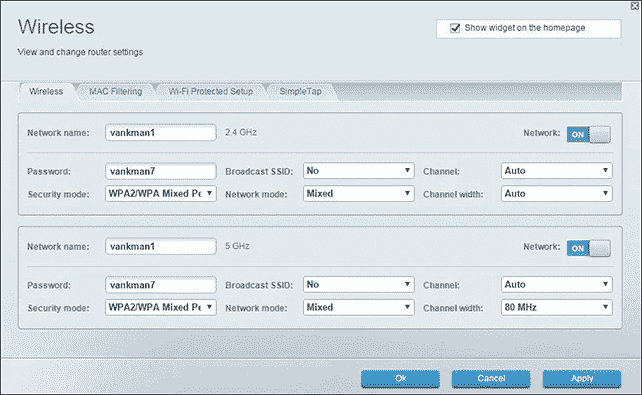 Wireless
Show widget on the homepage
View and change router settings
Wireless MAC Filtering Wi-Fi Protected Setup SimpleTap
Network name: vankman1 2.4 GHz Network: ON
Password: vankman7 Broadcast SSID: No Channel: Auto
Security mode: WPA2/WPA Mixed Pe Network mode: Mixed Channel width: Auto
Network name: vankman1 5 GHz Network: ON
Password: vankman7 Broadcast SSID: No Channel: Auto
Security mode: WPA2/WPA Mixed Pe Network mode: Mixed Channel width: 80 MHz
Ok Cancel Apply